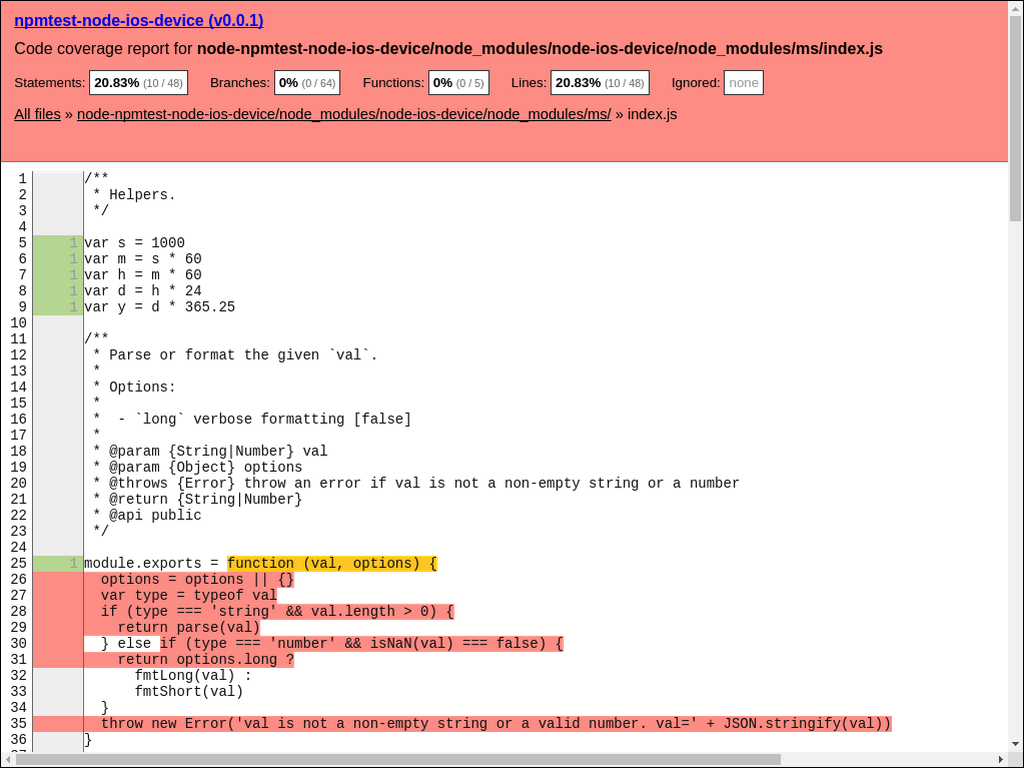 npmtest-node-ios-device (v0.0.1)
Code coverage report for node-npmtest-node-ios-device/node_modules/node-ios-device/node_modules/ms/index.js
Statements: 20.83% (10 / 48) Branches: 0% (0 / 64) Functions: 0% (0 / 5) Lines: 20.83% (10 / 48) Ignored: none
All files » node-npmtest-node-ios-device/node_modules/node-ios-device/node_modules/ms/ » index.js
1 /**
2  * Helpers.
3  */
4
5 1 var s = 1000
6 1 var m = s * 60
7 1 var h = m * 60
8 1 var d = h * 24
9 1 var y = d * 365.25
10
11 /**
12  * Parse or format the given `val`.
13  *
14  * Options:
15  *
16  *  - `long` verbose formatting [false]
17  *
18  * @param {String|Number} val
19  * @param {Object} options
20  * @throws {Error} throw an error if val is not a non-empty string or a number
21  * @return {String|Number}
22  * @api public
23  */
24
25 1 module.exports = function (val, options) {
26   options = options || {}
27   var type = typeof val
28   if (type === 'string' && val.length > 0) {
29     return parse(val)
30   } else if (type === 'number' && isNaN(val) === false) {
31     return options.long ?
32       fmtLong(val) :
33       fmtShort(val)
34   }
35   throw new Error('val is not a non-empty string or a valid number. val=' + JSON.stringify(val))
36 }